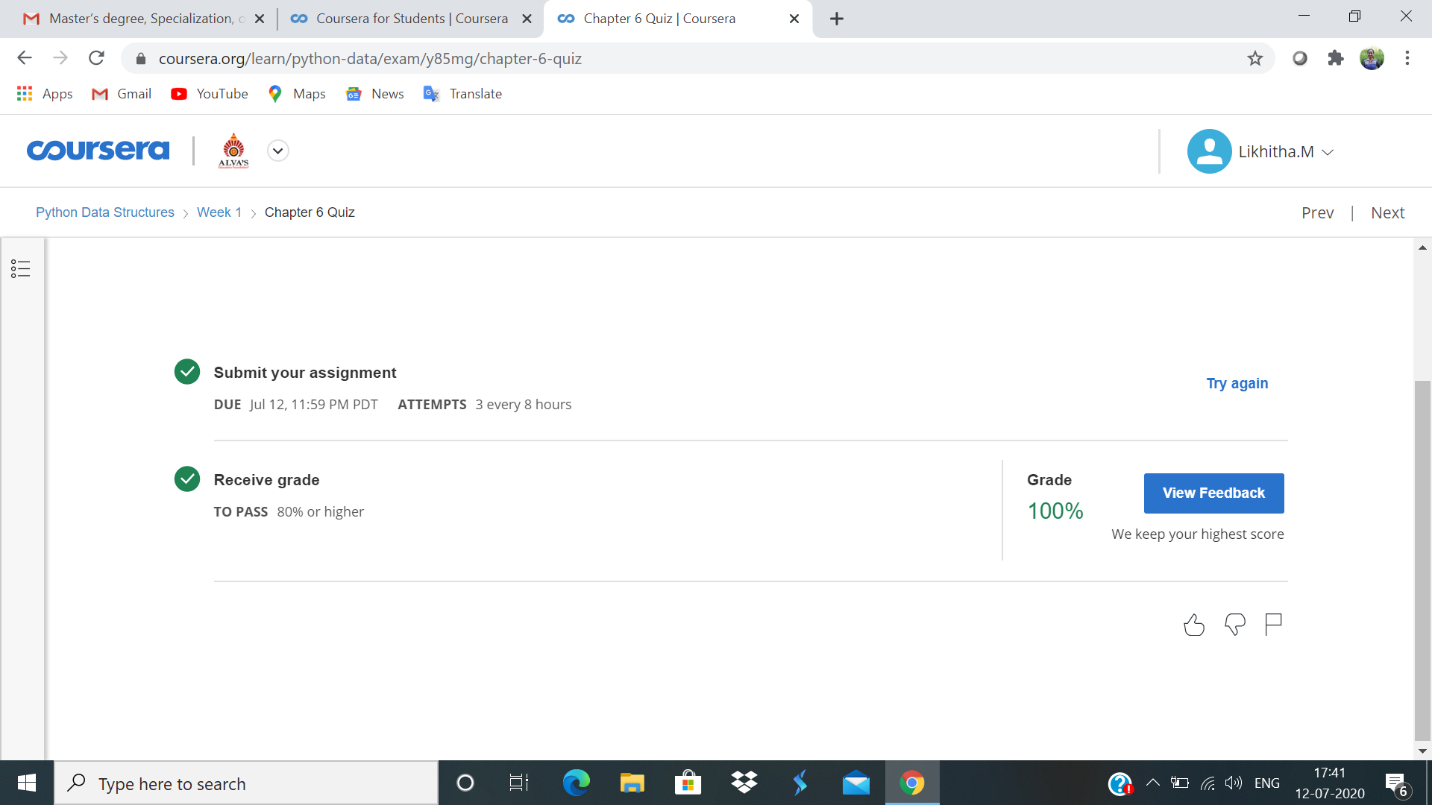 Master's degree, Specialization,
Coursera for Students | Coursera
Chapter 6 Quiz | Coursera
coursera.org/learn/python-data/exam/y85mg/chapter-6-quiz
Apps Gmail YouTube Maps News Translate
coursera ALVA'S Likhitha.M
Python Data Structures > Week 1 > Chapter 6 Quiz Prev | Next
Submit your assignment
Try again
DUE Jul 12, 11:59 PM PDT ATTEMPTS 3 every 8 hours
Receive grade Grade
View Feedback
TO PASS 80% or higher 100%
We keep your highest score
Type here to search
ENG
17:41
12-07-2020
6